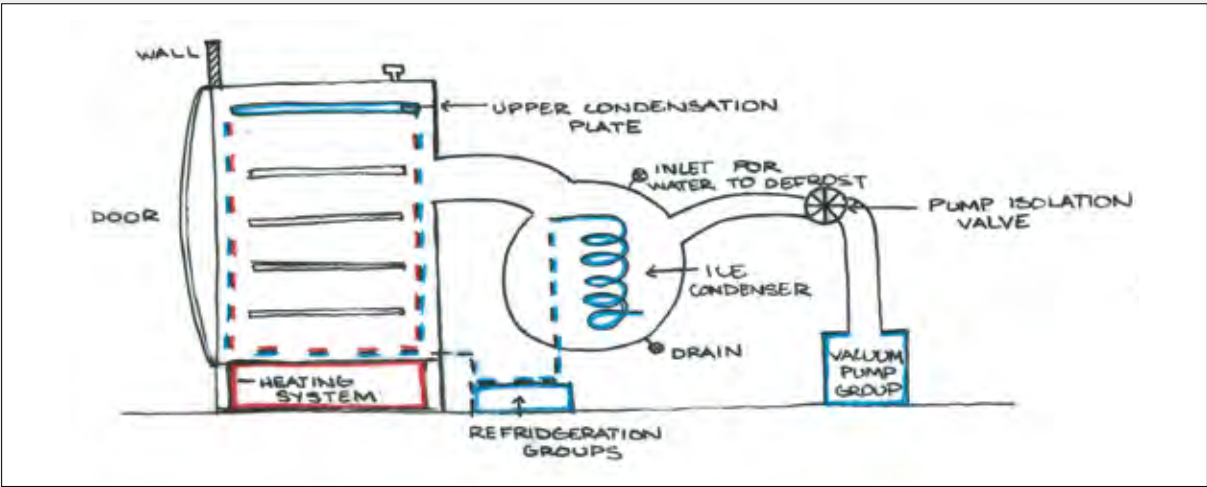 WALL
UPPER CONDENSATION
PLATE
INLET FOR
WATER TO DEFROST
DOOR
PUMP ISOLATION
VALVE
ICE
CONDENSER
DRAIN
VACUUM
PUMP
GROUP
HEATING
SYSTEM
REFRIDGERATION
GROUPS